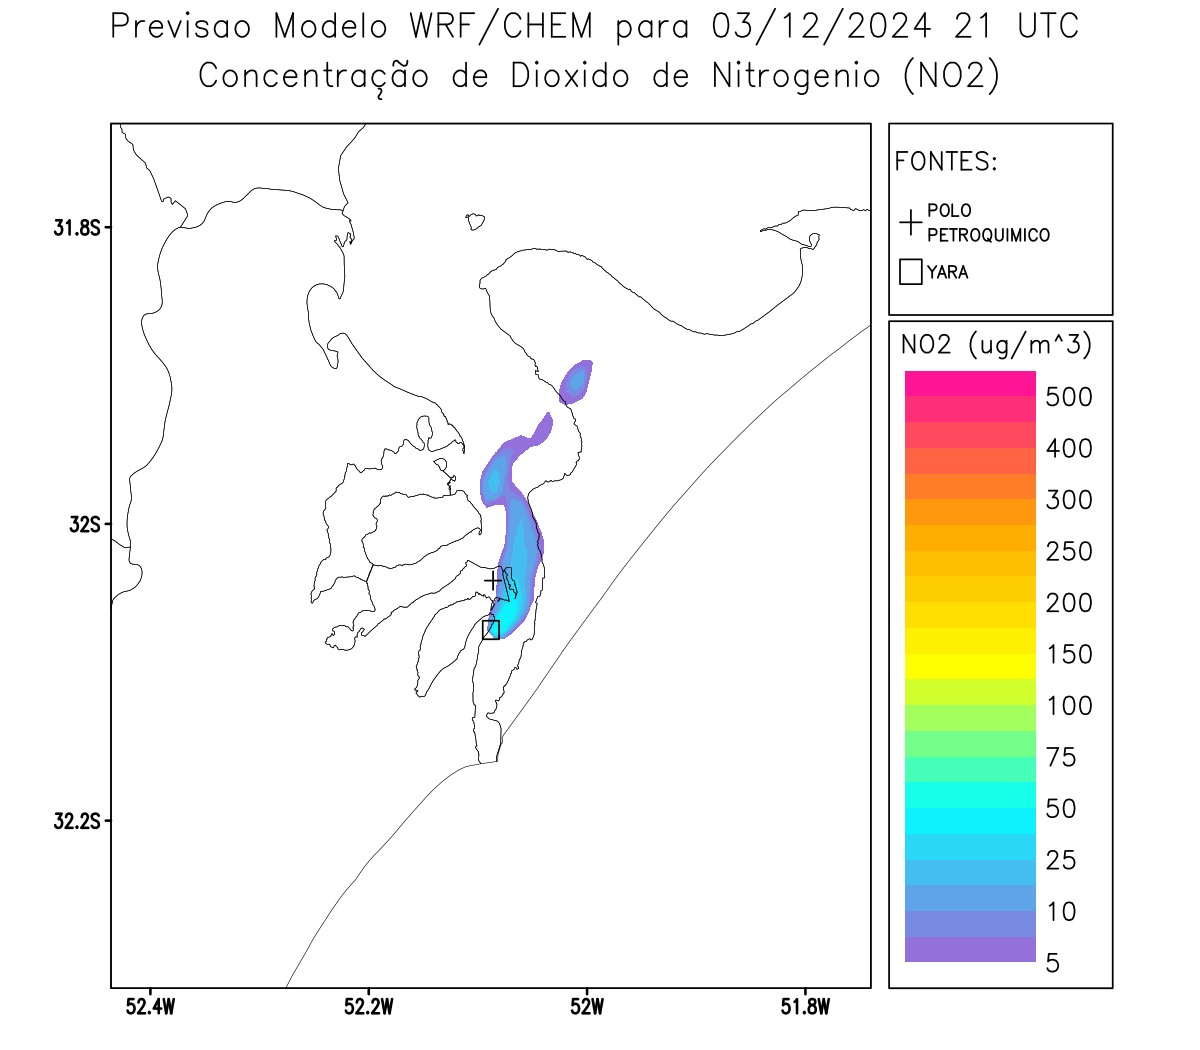 Previsao Modelo WRF/CHEM para 03/12/2024 21 UTC
Concentração de Dioxido de Nitrogenio (NO2)
FONTES:
POLO
PETROQUIMICO
YARA
NO2 (ug/m^3)
500
400
300
250
200
150
100
75
50
25
10
5
31.8S
32S
32.2S
52.4W
52.2W
52W
51.8W